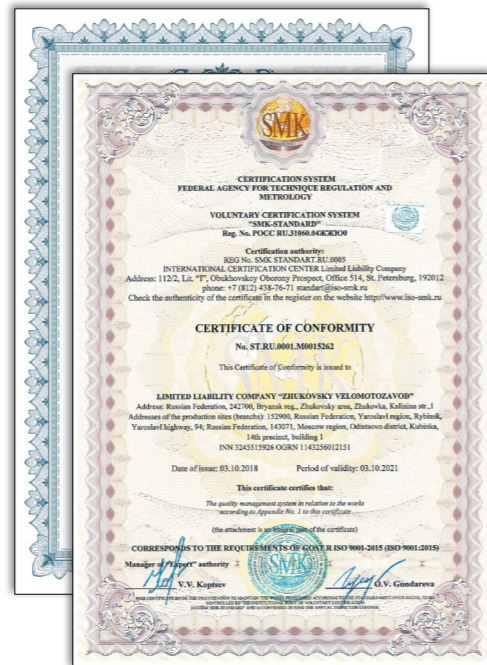 SMK
CERTIFICATION SYSTEM
FEDERAL AGENCY FOR TECHNIQUE REGULATION AND
METROLOGY
VOLUNTARY CERTIFICATION SYSTEM
"SMK-STANDARD"
Reg. No. РОСС RU.31060.04ЖЖЮ0
Certification authority:
REG No. SMK STANDART.RU.0005
INTERNATIONAL CERTIFICATION CENTER Limited Liability Company
Address: 112/2, Lit. "I", Obukhovskoy Oborony Prospect, Office 514, St. Petersburg, 192012
phone: +7 (812) 438-76-71 standart@iso-smk.ru
Check the authenticity of the certificate in the register on the website http://www.iso-smk.ru
CERTIFICATE OF CONFORMITY
No. ST.RU.0001.M0015262
This Certificate of Conformity is issued to
LIMITED LIABILITY COMPANY "ZHUKOVSKY VELOMOTOZAVOD"
Address: Russian Federation, 242700, Bryansk reg., Zhukovsky area, Zhukovka, Kalinina str.,1
Addresses of the production sites (branchs): 152900, Russian Federation, Yaroslavl region, Rybinsk,
Yaroslavl highway, 94; Russian Federation, 143071, Moscow region, Odintsovo district, Kubinka,
14th precinct, building 1
INN 3245515926 OGRN 1143256012151
Date of issue: 03.10.2018 Period of validity: 03.10.2021
This certificate certifies that:
The quality management system in relation to the works
according to Appendix No. 1 to this certificate
(the attachment is an integral part of the certificate)
CORRESPONDS TO THE REQUIREMENTS OF GOST R ISO 9001-2015 (ISO 9001:2015)
Manager of "Expert" authority
SMK
V.V. Koptsev O.V. Gundareva